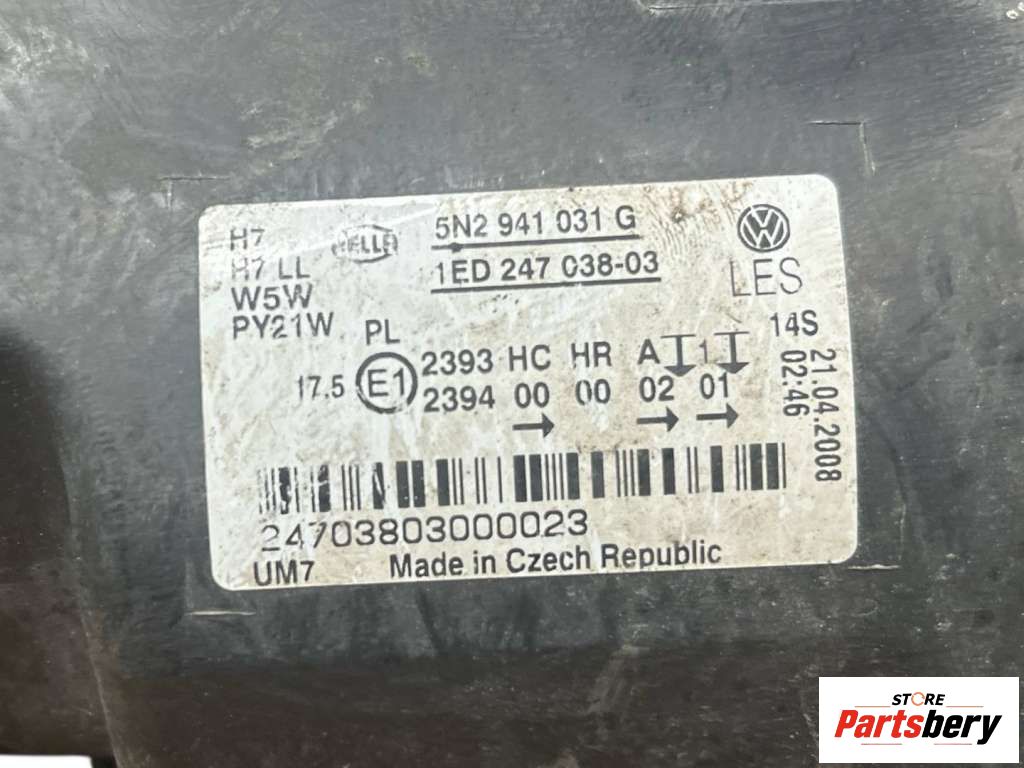 H7
H7 LL
W5W
PY21W
HELLA
5N2 941 031 G
1ED 247 038-03
LES
14S
PL
17.5
E1
2393 HC HR A 1
2394 00 00 02 01
21.04.2008
02:46
24703803000023
UM7
Made in Czech Republic
STORE
Partsbery